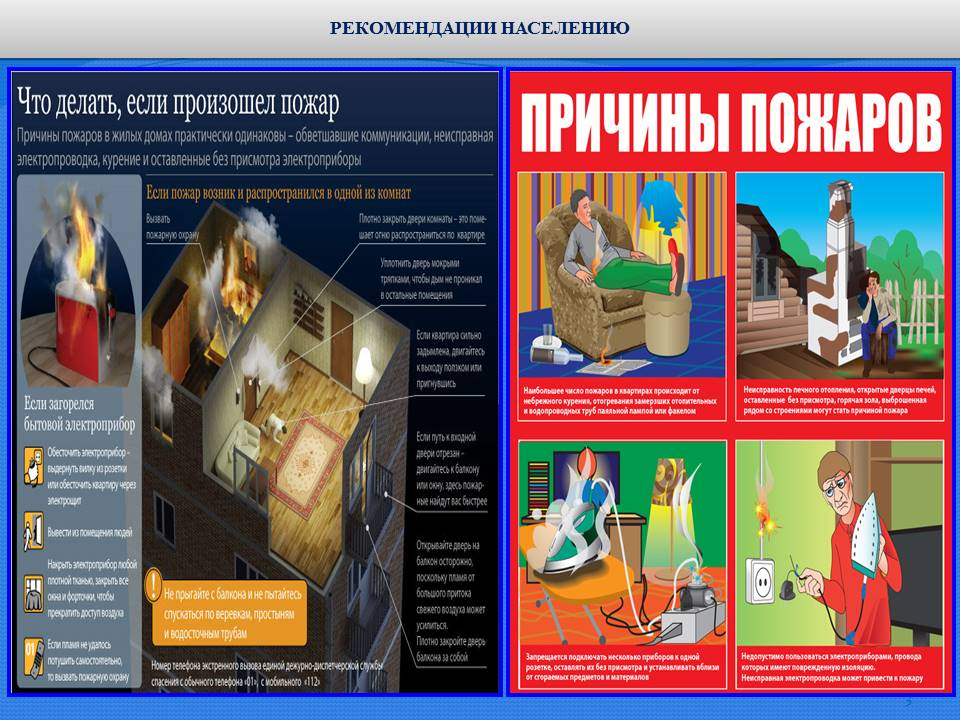 РЕКОМЕНДАЦИИ НАСЕЛЕНИЮ
Что делать, если произошел пожар
Причины пожаров в жилых домах практически одинаковы – обветшавшие коммуникации, неисправная
электропроводка, курение и оставленные без присмотра электроприборы
Если пожар возник и распространился в одной из комнат
Вызвать
пожарную охрану
Плотно закрыть двери комнаты – это поме-
шает огню распространиться по квартире
Уплотнить дверь мокрыми
тряпками, чтобы дым не проникал
в остальные помещения
Если квартира сильно
задымлена, двигайтесь
к выходу ползком или
пригнувшись
Если путь к входной
двери отрезан –
двигайтесь к балкону
или окну, здесь пожар-
ные найдут вас быстрее
Открывайте дверь на
балкон осторожно,
поскольку пламя от
большого притока
свежего воздуха может
усилиться.
Плотно закройте дверь
балкона за собой
Если загорелся
бытовой электроприбор
Обесточить электроприбор –
выдернуть вилку из розетки
или обесточить квартиру через
электрощит
Вывести из помещения людей
Накрыть электроприбор любой
плотной тканью, закрыть все
окна и форточки, чтобы
прекратить доступ воздуха
01
Если пламя не удалось
потушить самостоятельно,
то вызвать пожарную охрану
!
Не прыгайте с балкона и не пытайтесь
спускаться по веревкам, простыням
и водосточным трубам
Номер телефона экстренного вызова единой дежурно-диспетчерской службы
спасения с обычного телефона «01», с мобильного «112»
ПРИЧИНЫ ПОЖАРОВ
Наибольшее число пожаров в квартирах происходит от
небрежного курения, отогревания замерзших отопительных
и водопроводных труб паяльной лампой или факелом
Неисправность печного отопления, открытые дверцы печей,
оставленные без присмотра, горячая зола, выброшенная
рядом со строениями могут стать причиной пожара
Запрещается подключать несколько приборов к одной
розетке, оставлять их без присмотра и устанавливать вблизи
от сгораемых предметов и материалов
Недопустимо пользоваться электроприборами, провода
которых имеют поврежденную изоляцию.
Неисправная электропроводка может привести к пожару
3